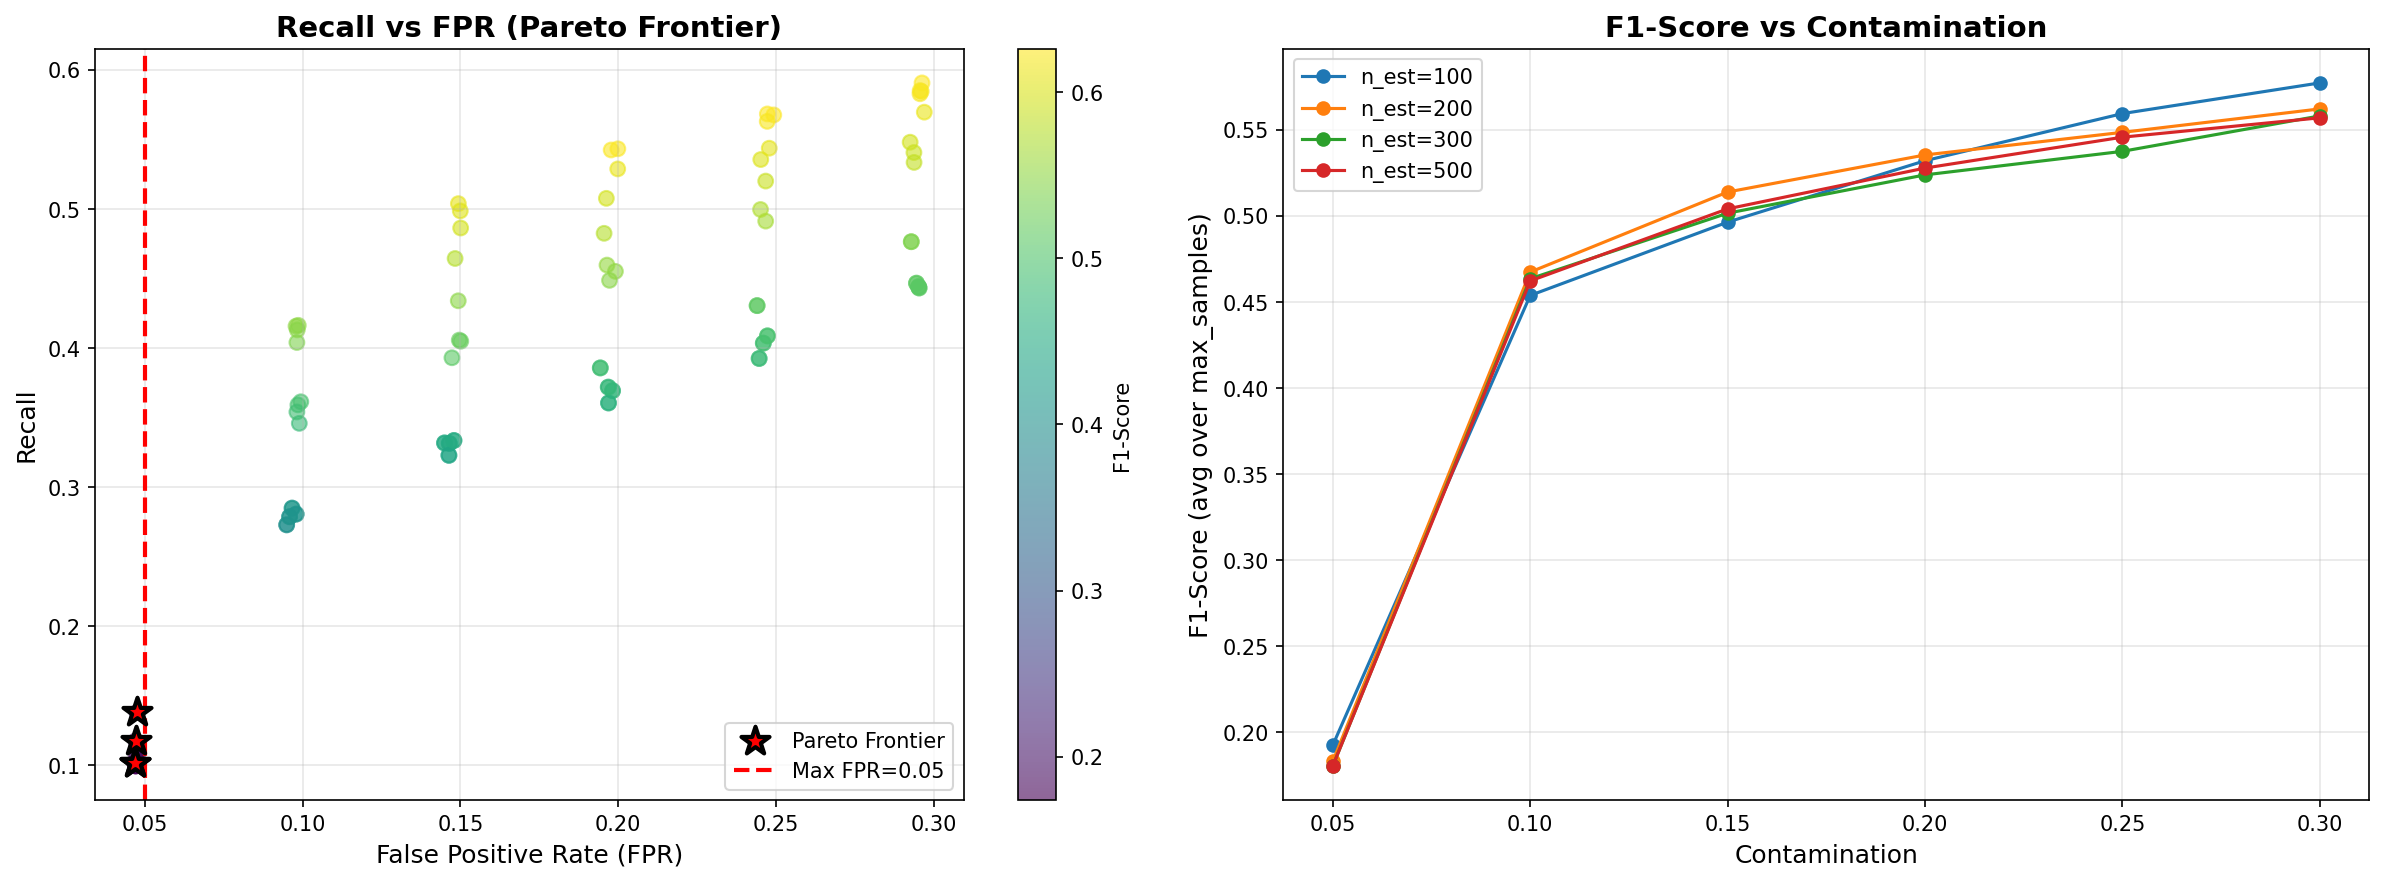 Recall vs FPR (Pareto Frontier)
0.6
0.5
0.4
0.3
0.2
0.1
Recall
0.05
0.10
0.15
0.20
0.25
0.30
False Positive Rate (FPR)
Pareto Frontier
Max FPR=0.05
0.6
0.5
0.4
0.3
0.2
F1-Score
F1-Score vs Contamination
n_est=100
n_est=200
n_est=300
n_est=500
0.55
0.50
0.45
0.40
0.35
0.30
0.25
0.20
F1-Score (avg over max_samples)
0.05
0.10
0.15
0.20
0.25
0.30
Contamination